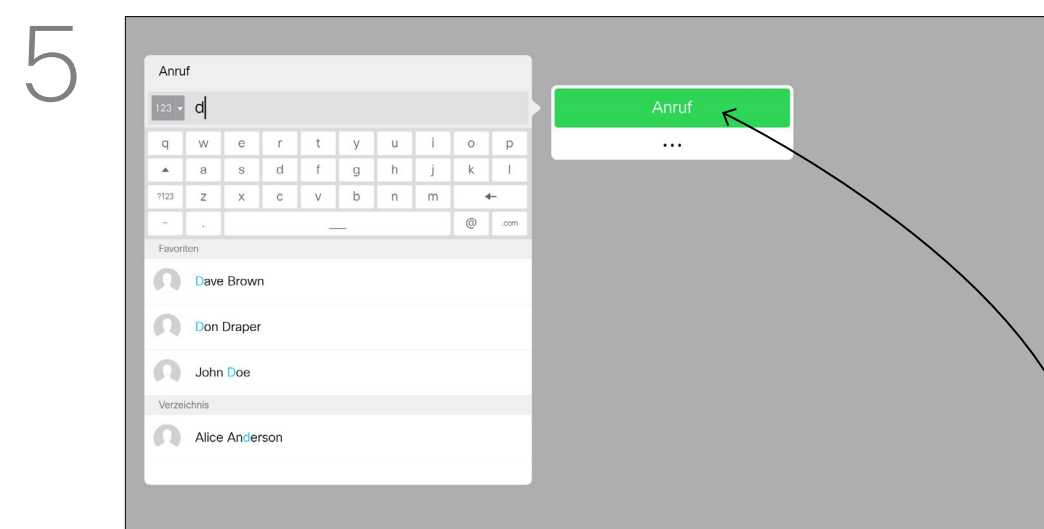 5
Anruf
123 d
Anruf
...
q w e r t y u i o p
a s d f g h j k l
?123 z x c v b n m
- . @ .com
Favoriten
Dave Brown
Don Draper
John Doe
Verzeichnis
Alice Anderson